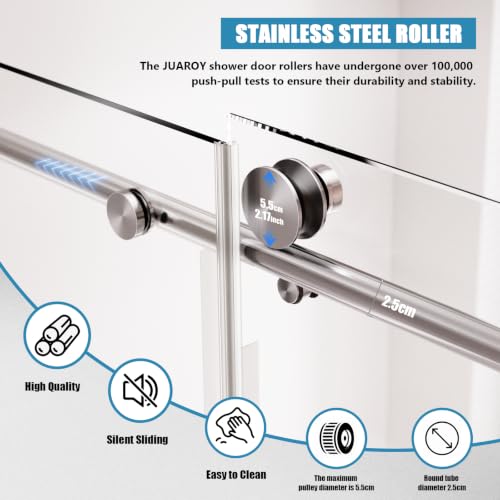 STAINLESS STEEL ROLLER
The JUAROY shower door rollers have undergone over 100,000
push-pull tests to ensure their durability and stability.
5.5cm
2.17inch
2.5cm
High Quality
Silent Sliding
Easy to Clean
The maximum
pulley diameter is 5.5cm
Round tube
diameter 2.5cm